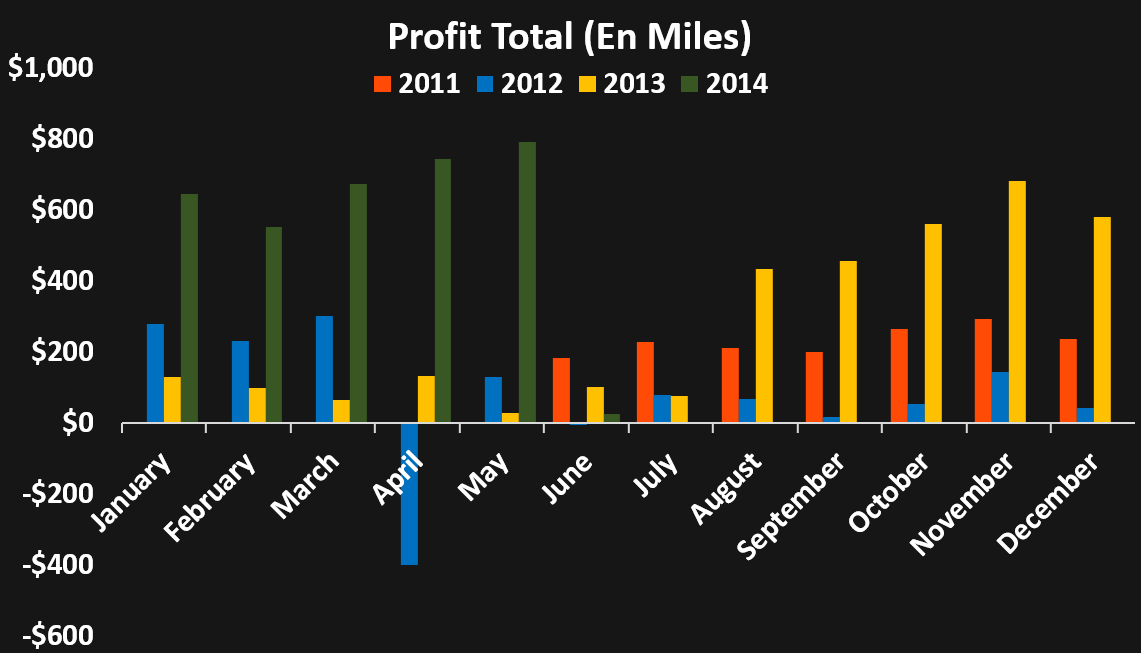 Profit Total (En Miles)
2011 2012 2013 2014
$1,000
$800
$600
$400
$200
$0
-$200
-$400
-$600
January
February
March
April
May
June
July
August
September
October
November
December